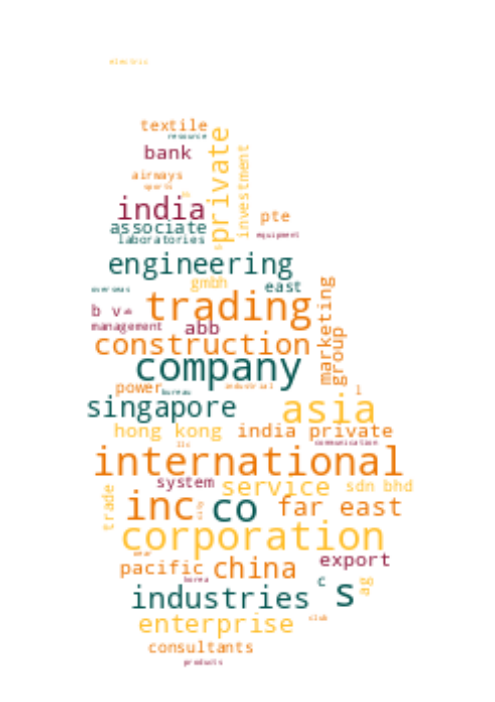 electric
textile
resource
private
bank
investment
airways
sports
india
pte
associate
equipment
laboratories
engineering
gmbh
east
overseas
marketing
trading
b v
management
abb
group
construction
company
power
industrial
bureau
singapore
asia
hong kong
india private
communication
llc
international
system
service
sdn bhd
trade
inc
co
far east
corporation
export
pacific
china
korea
c
s
ag
industries
enterprise
club
consultants
products